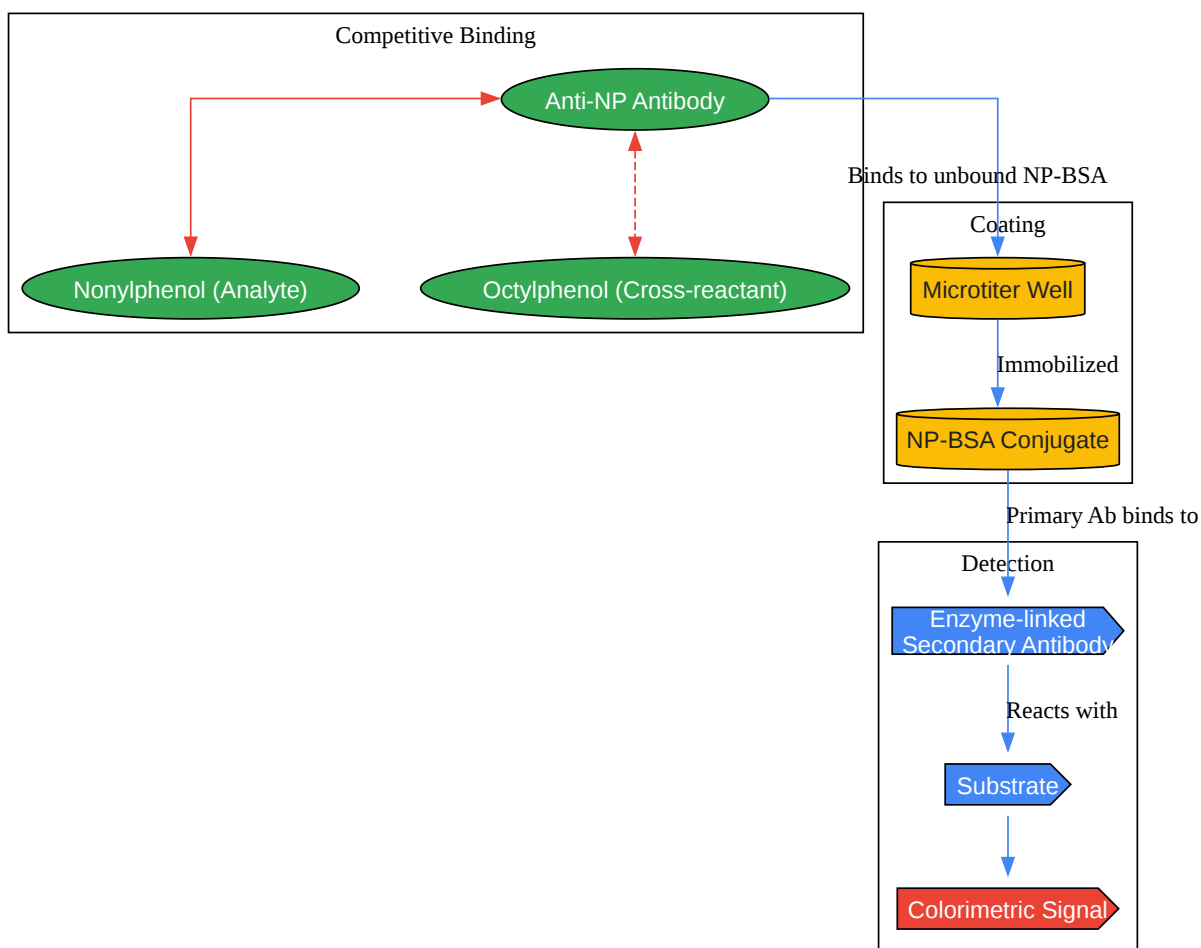 Competitive Binding
Anti-NP Antibody
Binds to unbound NP-BSA
Coating
Nonylphenol (Analyte)
Octylphenol (Cross-reactant)
Microtiter Well
Immobilized
NP-BSA Conjugate
Primary Ab binds to
Detection
Enzyme-linked
Secondary Antibody
Reacts with
Substrate
Colorimetric Signal